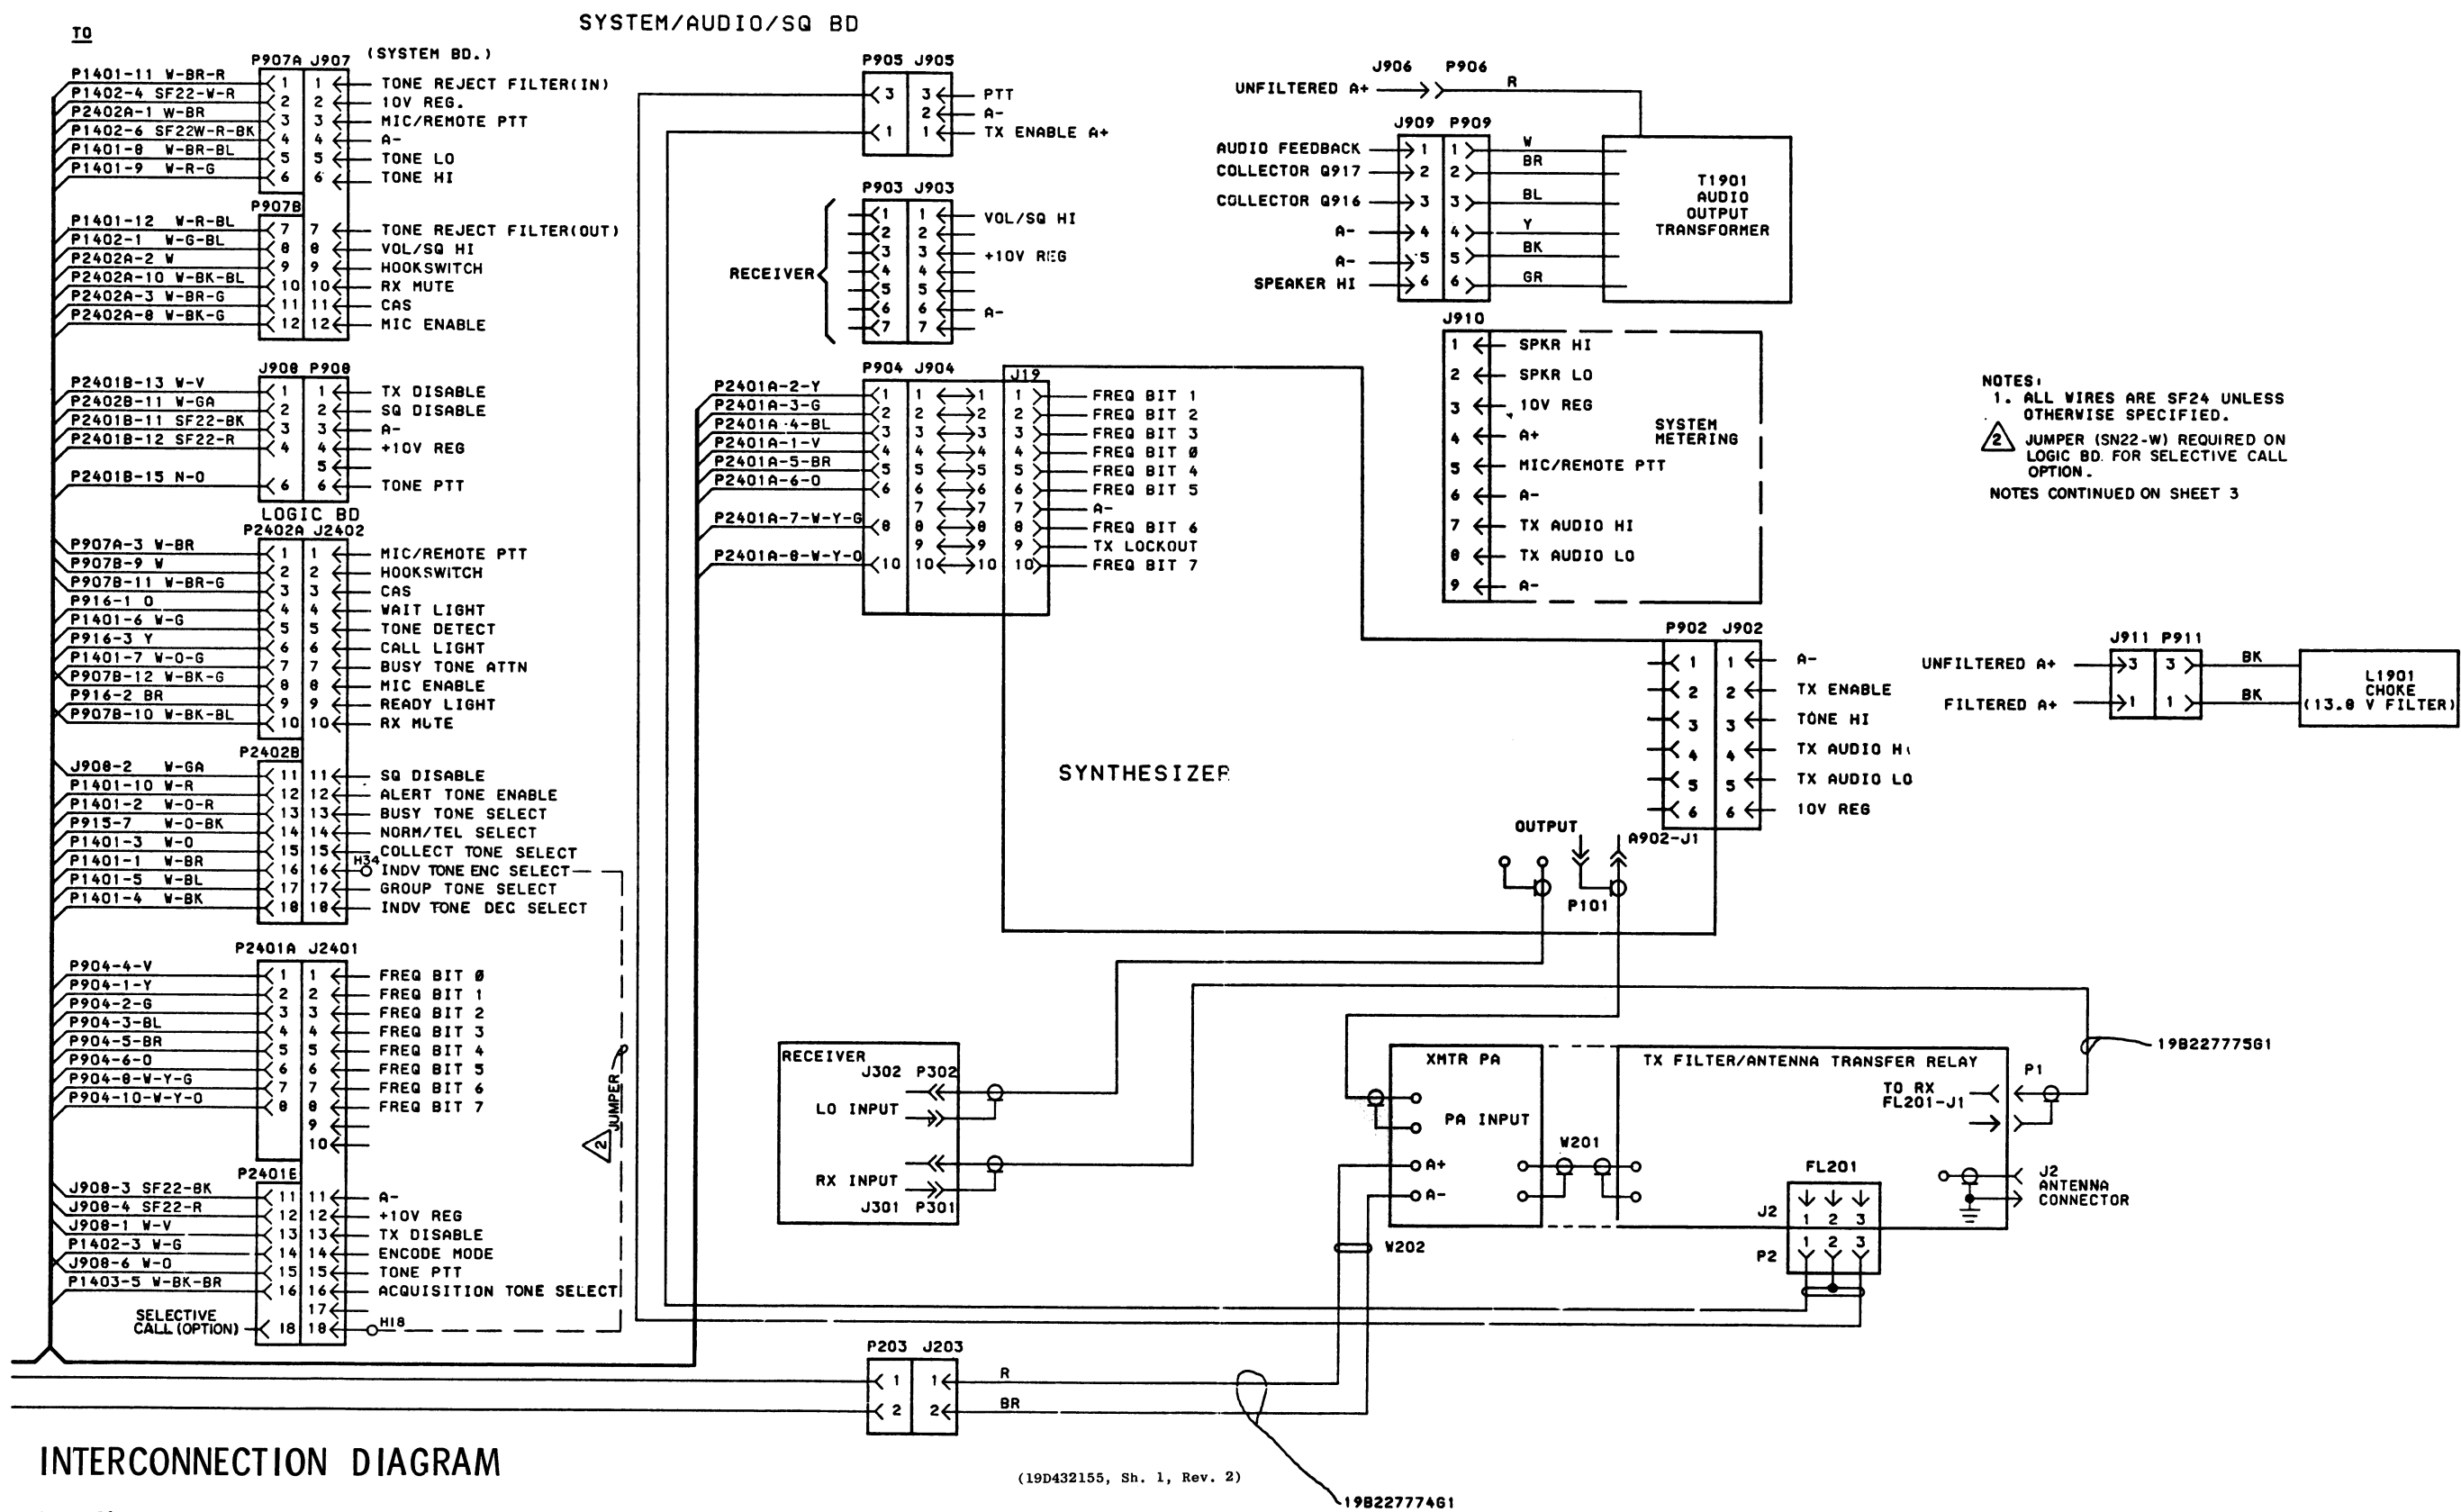 SYSTEM/AUDIO/SQ BD
TO
P907A J907 (SYSTEM BD.)
P1401-11 W-BR-R 1 1 TONE REJECT FILTER(IN)
P1402-4 SF22-W-R 2 2 10V REG.
P2402A-1 W-BR 3 3 MIC/REMOTE PTT
P1402-6 SF22W-R-BK 4 4 A-
P1401-8 W-BR-BL 5 5 TONE LO
P1401-9 W-R-G 6 6 TONE HI
P907B
P1401-12 W-R-BL 7 7 TONE REJECT FILTER(OUT)
P1402-1 W-G-BL 8 8 VOL/SQ HI
P2402A-2 W 9 9 HOOKSWITCH
P2402A-10 W-BK-BL 10 10 RX MUTE
P2402A-3 W-BR-G 11 11 CAS
P2402A-8 W-BK-G 12 12 MIC ENABLE
J908 P908
P2401B-13 W-V 1 1 TX DISABLE
P2402B-11 W-GA 2 2 SQ DISABLE
P2401B-11 SF22-BK 3 3 A-
P2401B-12 SF22-R 4 4 +10V REG
5
P2401B-15 N-O 6 6 TONE PTT
LOGIC BD
P2402A J2402
P907A-3 W-BR 1 1 MIC/REMOTE PTT
P907B-9 W 2 2 HOOKSWITCH
P907B-11 W-BR-G 3 3 CAS
P916-1 O 4 4 WAIT LIGHT
P1401-6 W-G 5 5 TONE DETECT
P916-3 Y 6 6 CALL LIGHT
P1401-7 W-O-G 7 7 BUSY TONE ATTN
P907B-12 W-BK-G 8 8 MIC ENABLE
P916-2 BR 9 9 READY LIGHT
P907B-10 W-BK-BL 10 10 RX MUTE
P2402B
J908-2 W-GA 11 11 SQ DISABLE
P1401-10 W-R 12 12 ALERT TONE ENABLE
P1401-2 W-O-R 13 13 BUSY TONE SELECT
P915-7 W-O-BK 14 14 NORM/TEL SELECT
P1401-3 W-O 15 15 COLLECT TONE SELECT
P1401-1 W-BR 16 16 H34 INDV TONE ENC SELECT
P1401-5 W-BL 17 17 GROUP TONE SELECT
P1401-4 W-BK 18 18 INDV TONE DEC SELECT
P2401A J2401
P904-4-V 1 1 FREQ BIT Ø
P904-1-Y 2 2 FREQ BIT 1
P904-2-G 3 3 FREQ BIT 2
P904-3-BL 4 4 FREQ BIT 3
P904-5-BR 5 5 FREQ BIT 4
P904-6-O 6 6 FREQ BIT 5
P904-8-W-Y-G 7 7 FREQ BIT 6
P904-10-W-Y-O 8 8 FREQ BIT 7
9
10
2 JUMPER
P2401E
J908-3 SF22-BK 11 11 A-
J908-4 SF22-R 12 12 +10V REG
J908-1 W-V 13 13 TX DISABLE
P1402-3 W-G 14 14 ENCODE MODE
J908-6 W-O 15 15 TONE PTT
P1403-5 W-BK-BR 16 16 ACQUISITION TONE SELECT
17
SELECTIVE
CALL(OPTION) 18 18 H18
P905 J905
3 3 PTT
2 A-
1 1 TX ENABLE A+
P903 J903
RECEIVER
1 1 VOL/SQ HI
2 2
3 3 +10V REG
4 4
5 5
6 6 A-
7 7
P904 J904 J19
P2401A-2-Y 1 1 1 1 FREQ BIT 1
P2401A-3-G 2 2 2 2 FREQ BIT 2
P2401A-4-BL 3 3 3 3 FREQ BIT 3
P2401A-1-V 4 4 4 4 FREQ BIT Ø
P2401A-5-BR 5 5 5 5 FREQ BIT 4
P2401A-6-O 6 6 6 6 FREQ BIT 5
7 7 7 A-
P2401A-7-W-Y-G 8 8 8 8 FREQ BIT 6
9 9 9 TX LOCKOUT
P2401A-8-W-Y-O 10 10 10 10 FREQ BIT 7
SYNTHESIZER
J906 P906
UNFILTERED A+ R
J909 P909
AUDIO FEEDBACK 1 1 W
COLLECTOR Q917 2 2 BR
COLLECTOR Q916 3 3 BL
A- 4 4 Y
A- 5 5 BK
SPEAKER HI 6 6 GR
T1901
AUDIO
OUTPUT
TRANSFORMER
J910
1 SPKR HI
2 SPKR LO
3 10V REG
4 A+
5 MIC/REMOTE PTT
6 A-
7 TX AUDIO HI
8 TX AUDIO LO
9 A-
SYSTEM
METERING
NOTES:
1. ALL WIRES ARE SF24 UNLESS
OTHERWISE SPECIFIED.
2 JUMPER (SN22-W) REQUIRED ON
LOGIC BD. FOR SELECTIVE CALL
OPTION.
NOTES CONTINUED ON SHEET 3
P902 J902
1 1 A-
2 2 TX ENABLE
3 3 TONE HI
4 4 TX AUDIO HI
5 5 TX AUDIO LO
6 6 10V REG
J911 P911
UNFILTERED A+ 3 3 BK
FILTERED A+ 1 1 BK
L1901
CHOKE
(13.8 V FILTER)
OUTPUT A902-J1
P101
RECEIVER
J302 P302
LO INPUT
RX INPUT
J301 P301
XMTR PA
PA INPUT
A+
A-
W201
W202
TX FILTER/ANTENNA TRANSFER RELAY
P1
TO RX
FL201-J1
19B227775G1
J2
ANTENNA
CONNECTOR
FL201
J2 1 2 3
P2 1 2 3
P203 J203
1 1 R
2 2 BR
19B227774G1
INTERCONNECTION DIAGRAM
(19D432155, Sh. 1, Rev. 2)